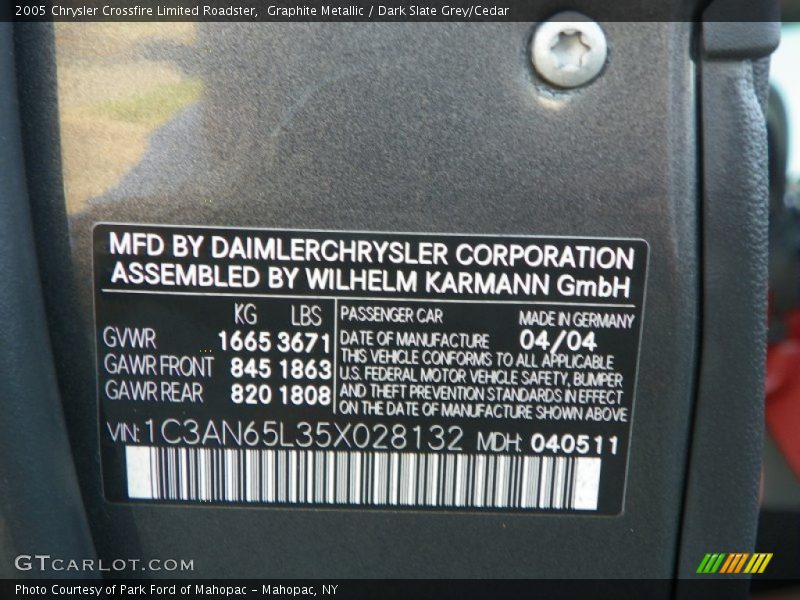 2005 Chrysler Crossfire Limited Roadster,  Graphite Metallic / Dark Slate Grey/Cedar
MFD BY DAIMLERCHRYSLER CORPORATION
ASSEMBLED BY WILHELM KARMANN GmbH
KG LBS
GVWR 1665 3671
GAWR FRONT 845 1863
GAWR REAR 820 1808
PASSENGER CAR MADE IN GERMANY
DATE OF MANUFACTURE 04/04
THIS VEHICLE CONFORMS TO ALL APPLICABLE
U.S. FEDERAL MOTOR VEHICLE SAFETY, BUMPER
AND THEFT PREVENTION STANDARDS IN EFFECT
ON THE DATE OF MANUFACTURE SHOWN ABOVE
VIN: 1C3AN65L35X028132 MDH: 040511
GTCARLOT.COM
Photo Courtesy of Park Ford of Mahopac - Mahopac, NY